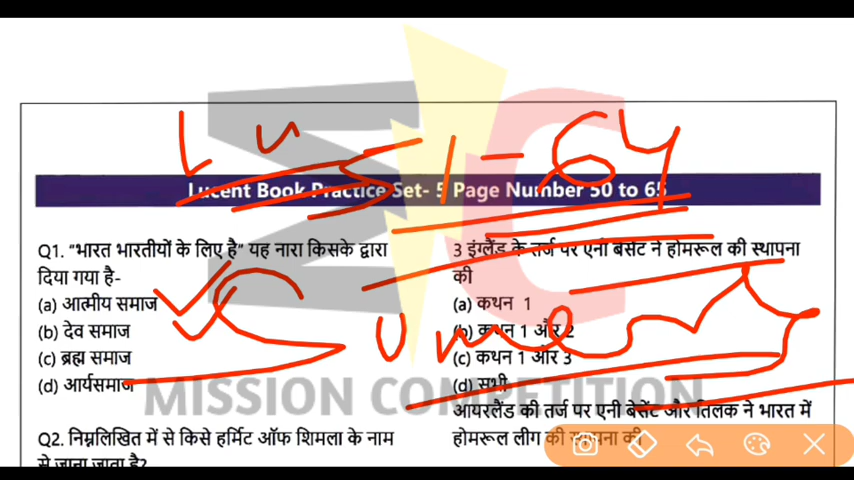 Lucent Book Practice Set- 5 Page Number 50 to 65
Q1. “भारत भारतीयों के लिए है” यह नारा किसके द्वारा
दिया गया है-
(a) आत्मीय समाज
(b) देव समाज
(c) ब्रह्म समाज
(d) आर्यसमाज
Q2. निम्नलिखित में से किसे हर्मिट ऑफ शिमला के नाम
से जाना जाता है?
3 इंग्लैंड के तर्ज पर एनी बेसेंट ने होमरूल की स्थापना
की
(a) कथन 1
(b) कथन 1 और 2
(c) कथन 1 और 3
(d) सभी
आयरलैंड की तर्ज पर एनी बेसेंट और तिलक ने भारत में
होमरूल लीग की स्थापना की
MISSION COMPETITION
51-64